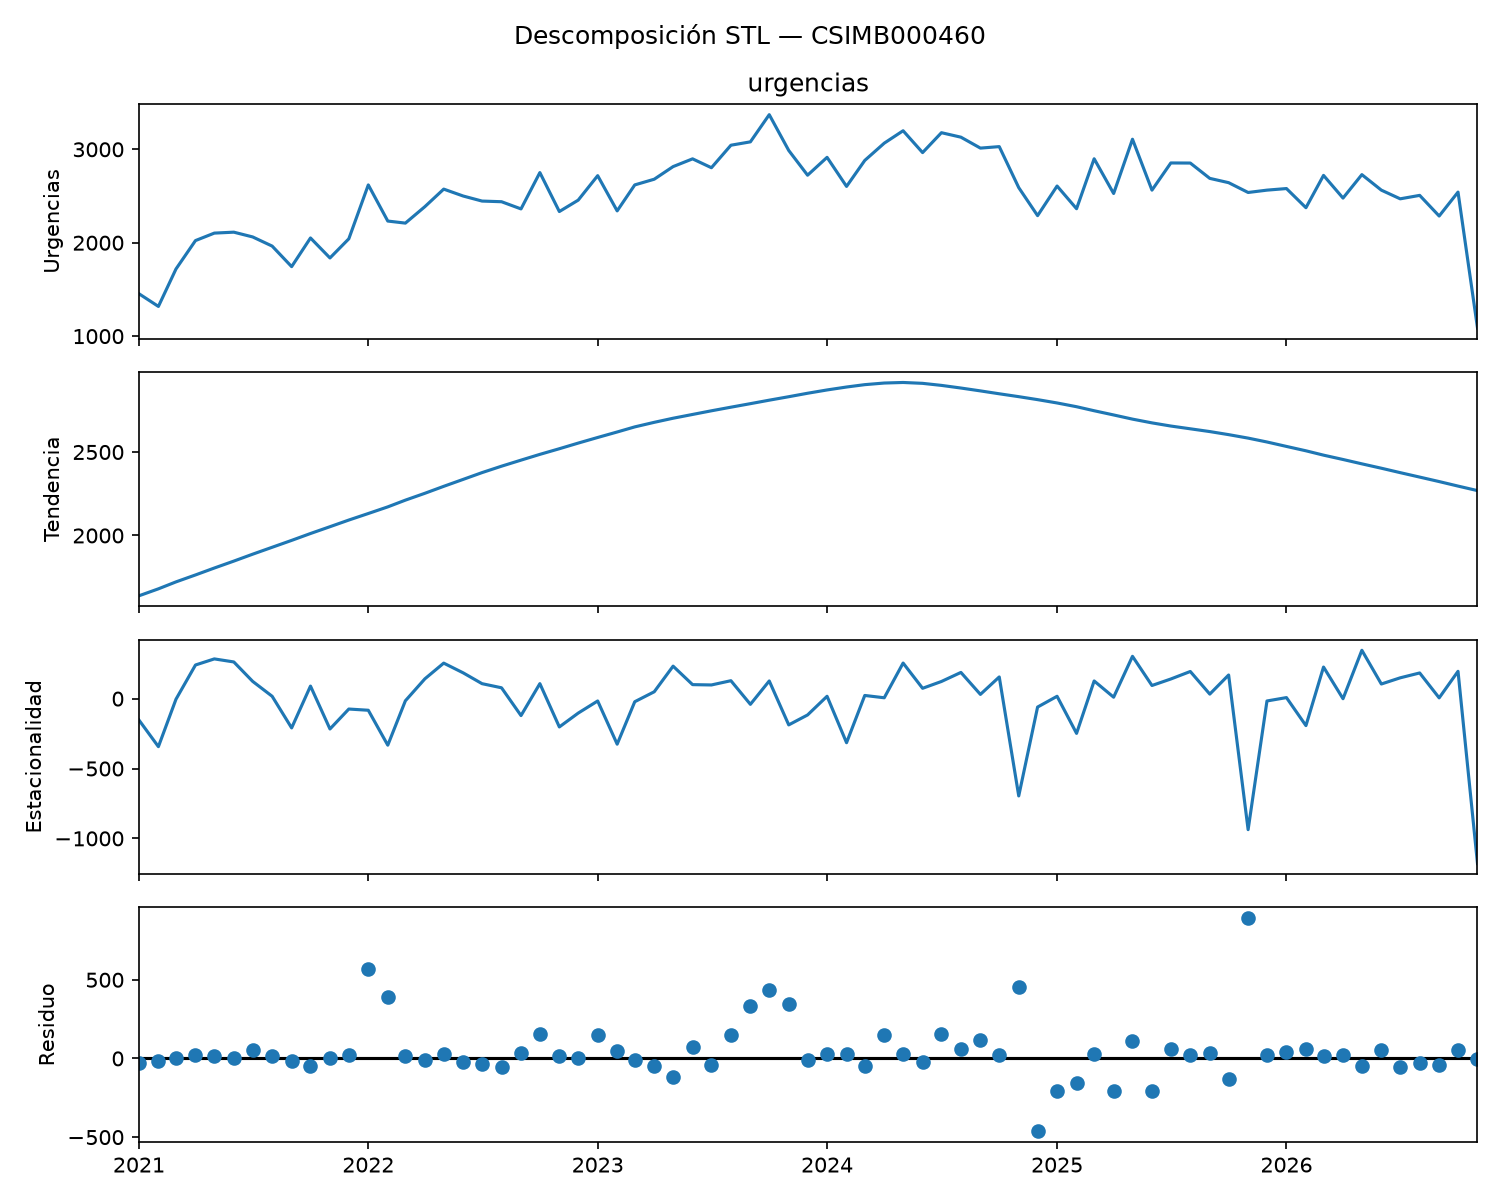 Descomposición STL — CSIMB000460
urgencias
Urgencias
3000
2000
1000
Tendencia
2500
2000
Estacionalidad
0
−500
−1000
Residuo
500
0
−500
2021
2022
2023
2024
2025
2026